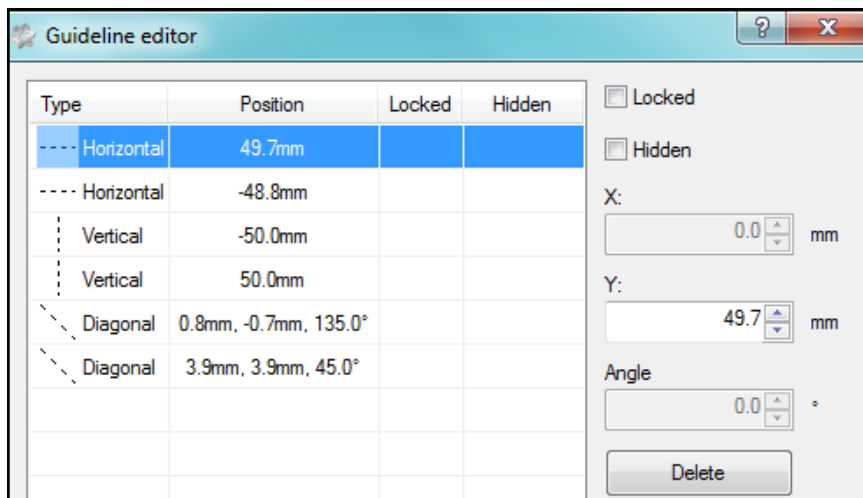 Guideline editor
?
Type Position Locked Hidden
Horizontal 49.7mm
Horizontal -48.8mm
Vertical -50.0mm
Vertical 50.0mm
Diagonal 0.8mm, -0.7mm, 135.0°
Diagonal 3.9mm, 3.9mm, 45.0°
Locked
Hidden
X:
0.0 mm
Y:
49.7 mm
Angle
0.0 °
Delete